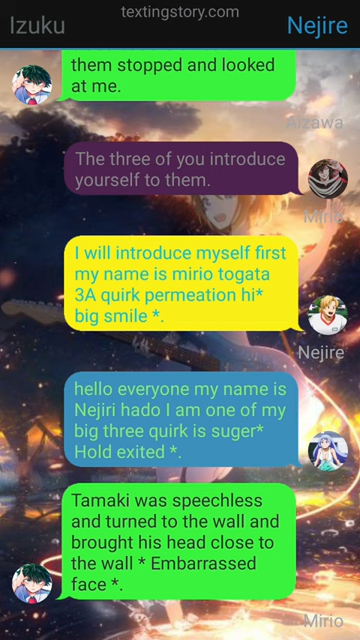 textingstory.com
Izuku
Nejire
them stopped and looked
at me.
Aizawa
The three of you introduce
yourself to them.
Mirio
I will introduce myself first
my name is mirio togata
3A quirk permeation hi*
big smile *.
Nejire
hello everyone my name is
Nejiri hado I am one of my
big three quirk is suger*
Hold exited *.
Tamaki was speechless
and turned to the wall and
brought his head close to
the wall * Embarrassed
face *.
Mirio